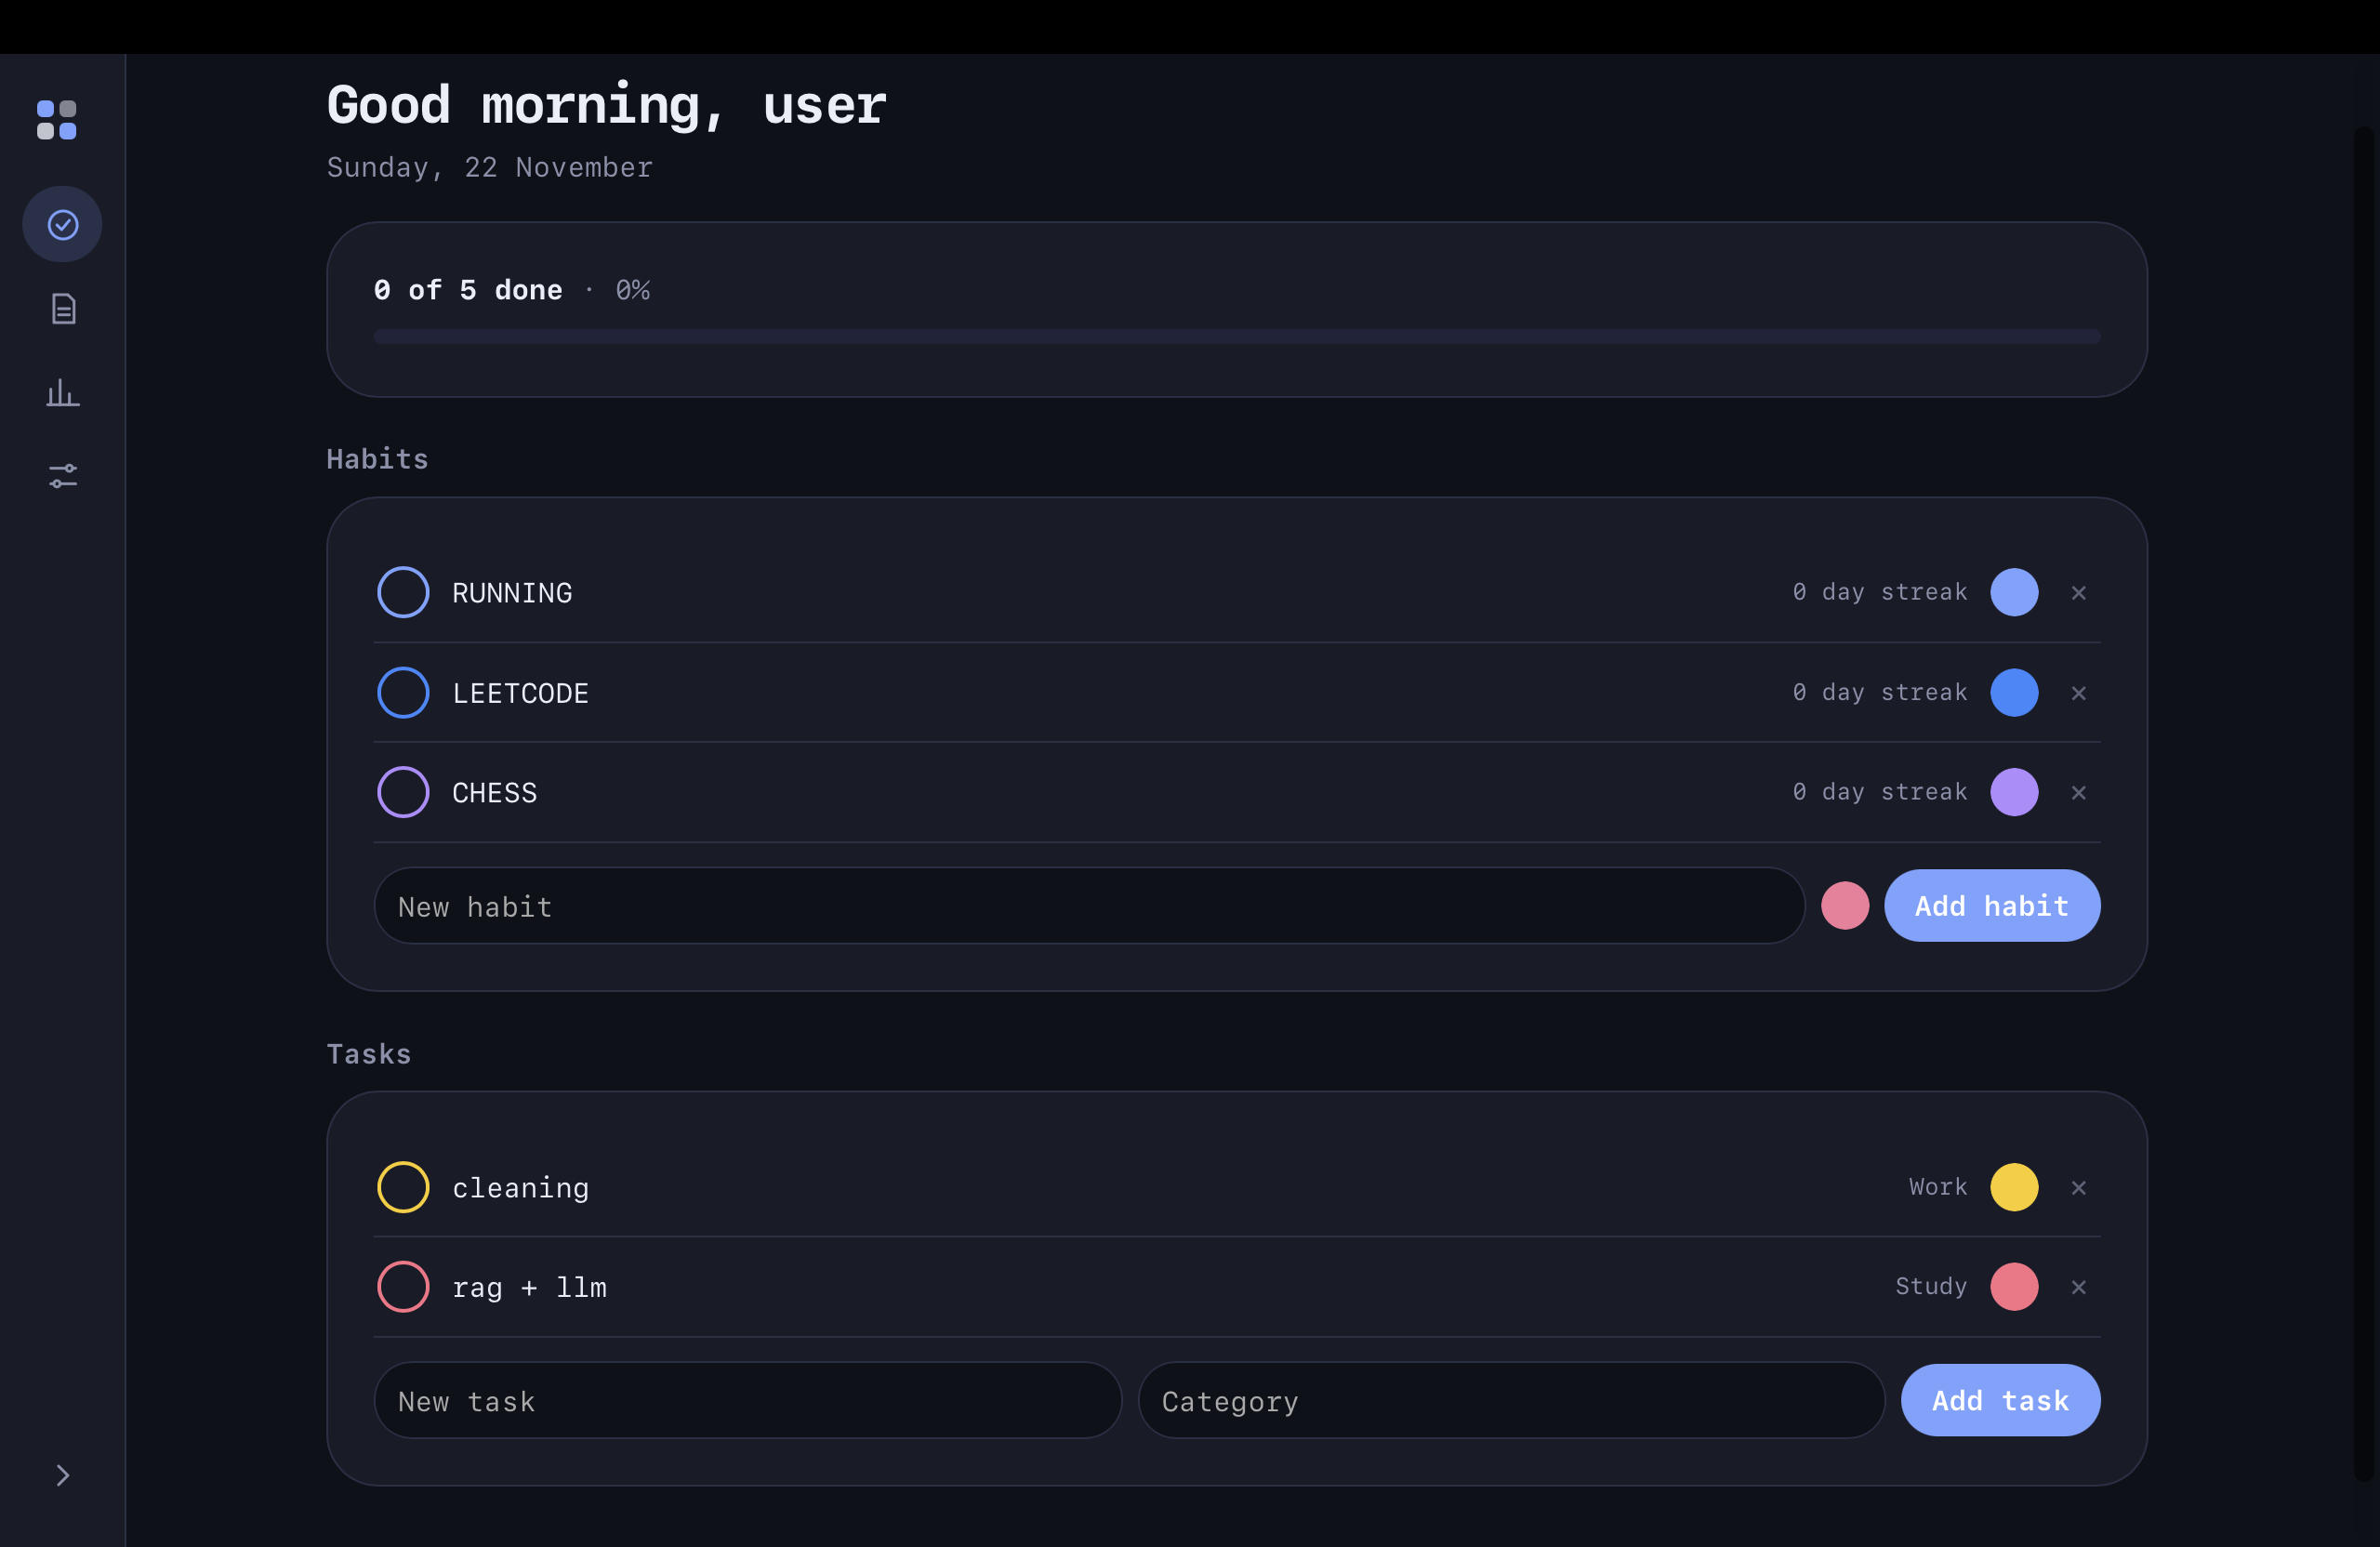 Good morning, user
Sunday, 22 November
0 of 5 done · 0%
Habits
RUNNING 0 day streak ×
LEETCODE 0 day streak ×
CHESS 0 day streak ×
New habit Add habit
Tasks
cleaning Work ×
rag + llm Study ×
New task Category Add task